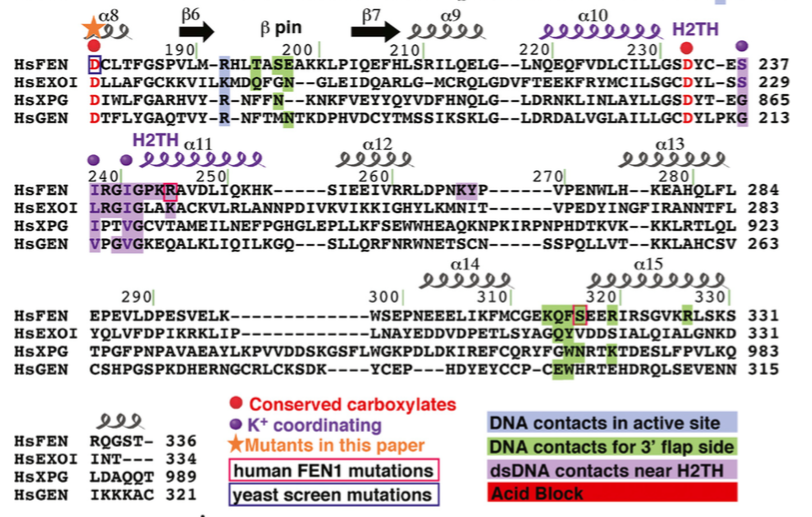 α8 β6 β pin β7 α9 α10 H2TH
190 200 210 220 230
HsFEN DCLTFGSPVLM-RHLTASEAKKLPIQEFHLSRILQELG-LNQEQFVDLCILLGSDYC-ES 237
HsEXOI DLLAFGCKKVILKMDQFGN--GLEIDQARLG-MCRQLGDVFTEEKFRYMCILSGCDYL-SS 229
HsXPG DIWLFGARHVYR-NFFN--KNKFVEYYQYVDFHNQLG--LDRNKLINLAYLLGSDYT-EG 865
HsGEN DTFLYGAQTVYR-NFTMNTKDPHVDCYTMSSIKSKLG--LDRDALVGLAILLGCDYLPKG 213
H2TH α11 α12 α13
240 250 260 270 280
HsFEN IRGIGPKRAVDLIQKHK-----SIEEIVRRLDPNKYP------VPENWLH--KEAHQLFL 284
HsEXOI LRGIGLAKACKVLRLANNPDIVKVIKKIGHYLKMNIT------VPEDYINGFIRANNTFL 283
HsXPG IPTVGCVTAMEILNEFPGHGLEPLLKFSEWWHEAQKNPKIRPNPHDTKVK--KKLRTLQL 923
HsGEN VPGVGKEQALKLIQILKGQ---SLLQRFNRWNETSCN------SSPQLLVT--KKLAHCSV 263
α14 α15
290 300 310 320 330
HsFEN EPEVLDPESVELK--------------WSEPNEEELIKFMCGEKQFSEERIRSGVKRLSKS 331
HsEXOI YQLVFDPIKRKLIP-------------LNAYEDDVDPETLSYAGQYVDDSIALQIALGNKD 331
HsXPG TPGFPNPAVAEAYLKPVVDDSKGSFLWGKPDLDKIREFCQRYFGWNRTKTDESLFPVLKQ 983
HsGEN CSHPGSPKDHERNGCRLCKSDK---YCEP---HDYEYCCP-CEWHRTEHDRQLSEVENN 315
HsFEN RQGST- 336
HsEXOI INT--- 334
HsXPG LDAQQT 989
HsGEN IKKKAC 321
Conserved carboxylates
K+ coordinating
Mutants in this paper
human FEN1 mutations
yeast screen mutations
DNA contacts in active site
DNA contacts for 3' flap side
dsDNA contacts near H2TH
Acid Block